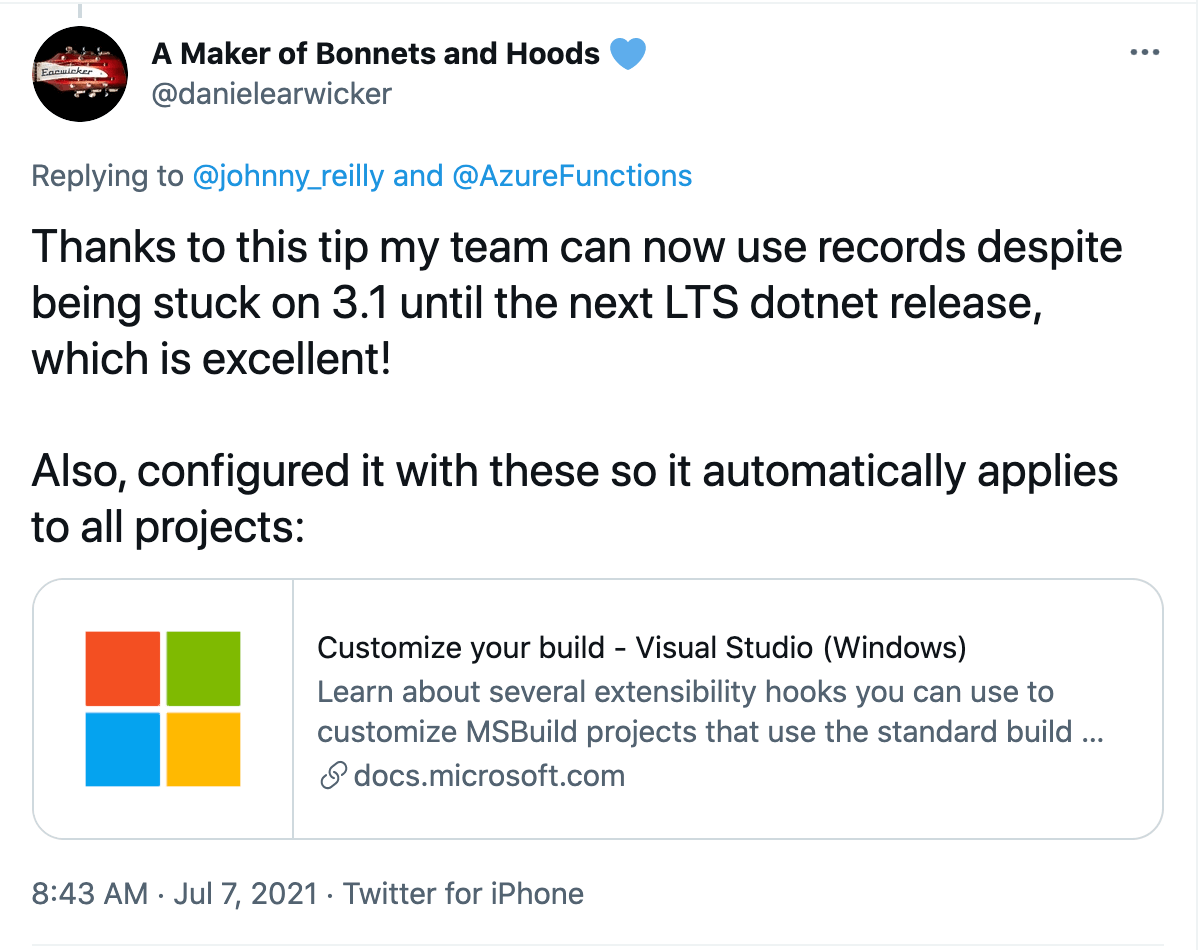 A Maker of Bonnets and Hoods 💙
@danielearwicker
Earwicker
Replying to @johnny_reilly and @AzureFunctions
Thanks to this tip my team can now use records despite
being stuck on 3.1 until the next LTS dotnet release,
which is excellent!
Also, configured it with these so it automatically applies
to all projects:
Customize your build - Visual Studio (Windows)
Learn about several extensibility hooks you can use to
customize MSBuild projects that use the standard build ...
docs.microsoft.com
8:43 AM · Jul 7, 2021 · Twitter for iPhone